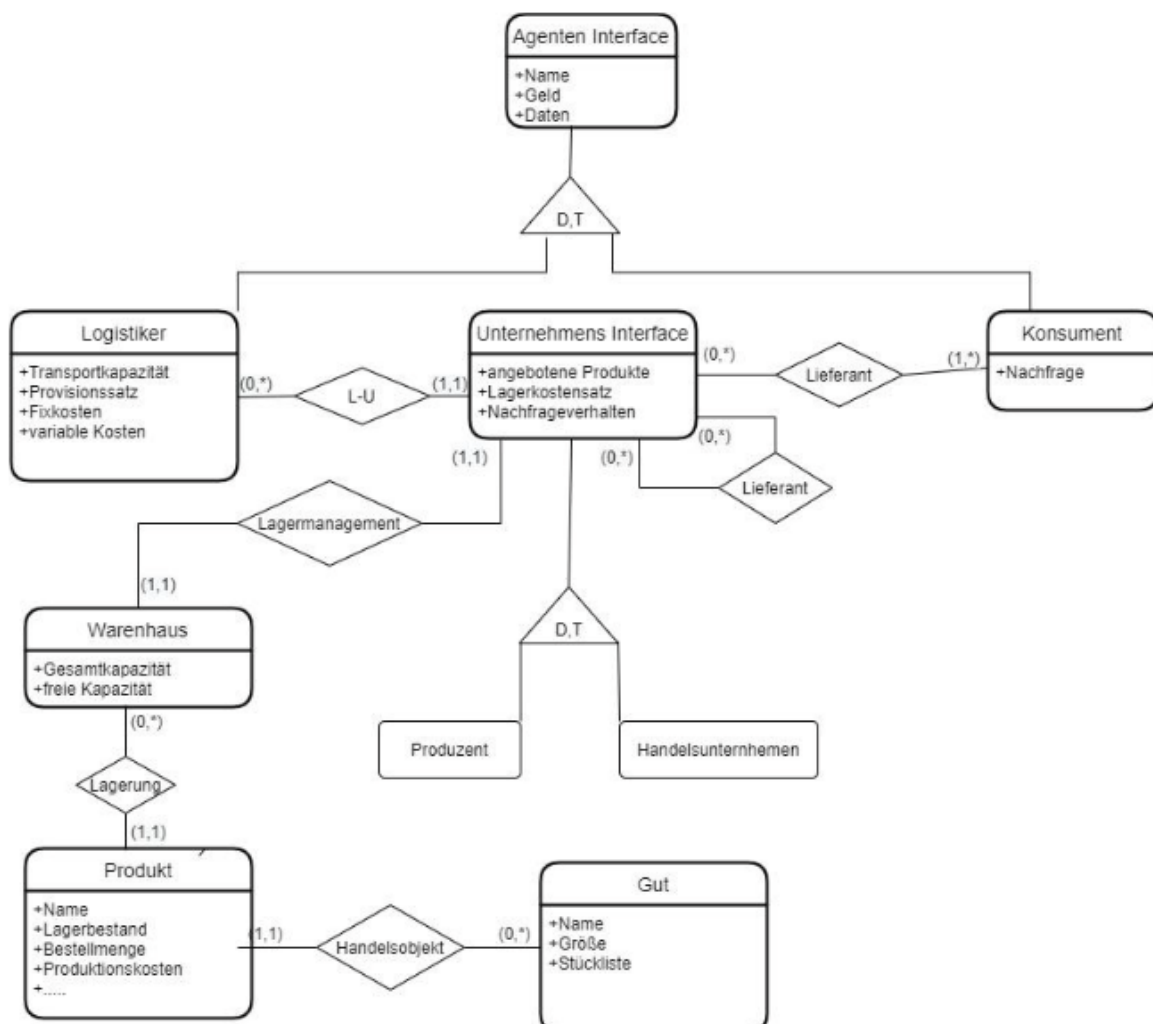 Agenten Interface
+Name
+Geld
+Daten
D,T
Logistiker
+Transportkapazität
+Provisionssatz
+Fixkosten
+variable Kosten
(0,*)
L-U
(1,1)
Unternehmens Interface
+angebotene Produkte
+Lagerkostensatz
+Nachfrageverhalten
(0,*)
Lieferant
(1,*)
Konsument
+Nachfrage
(0,*)
(0,*)
Lieferant
(1,1)
Lagermanagement
(1,1)
Warenhaus
+Gesamtkapazität
+freie Kapazität
D,T
Produzent
Handelsunternhemen
(0,*)
Lagerung
(1,1)
Produkt
+Name
+Lagerbestand
+Bestellmenge
+Produktionskosten
+.....
(1,1)
Handelsobjekt
(0,*)
Gut
+Name
+Größe
+Stückliste